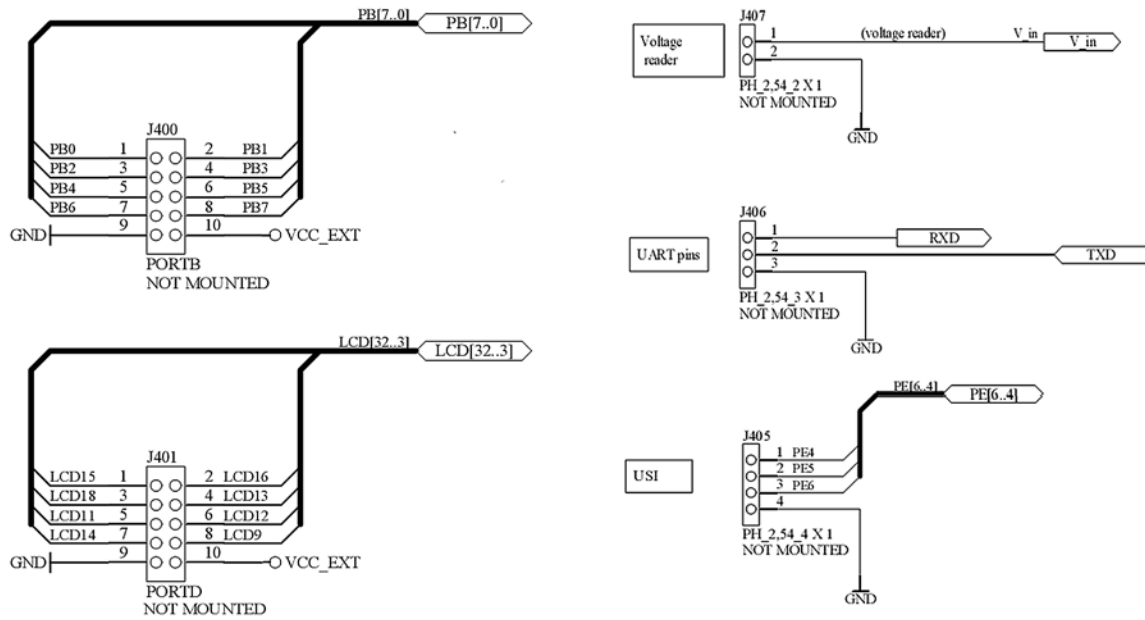 PB[7..0]
PB[7..0]
J400
PB0 1 2 PB1
PB2 3 4 PB3
PB4 5 6 PB5
PB6 7 8 PB7
GND 9 10 VCC_EXT
PORTB
NOT MOUNTED
LCD[32..3]
LCD[32..3]
J401
LCD15 1 2 LCD16
LCD18 3 4 LCD13
LCD11 5 6 LCD12
LCD14 7 8 LCD9
GND 9 10 VCC_EXT
PORTD
NOT MOUNTED
J407
Voltage
reader
1 (voltage reader) V_in V_in
2
PH_2,54_2 X 1
NOT MOUNTED
GND
J406
UART pins
1 RXD
2 TXD
3
PH_2,54_3 X 1
NOT MOUNTED
GND
PE[6..4]
PE[6..4]
J405
USI
1 PE4
2 PE5
3 PE6
4
PH_2,54_4 X 1
NOT MOUNTED
GND